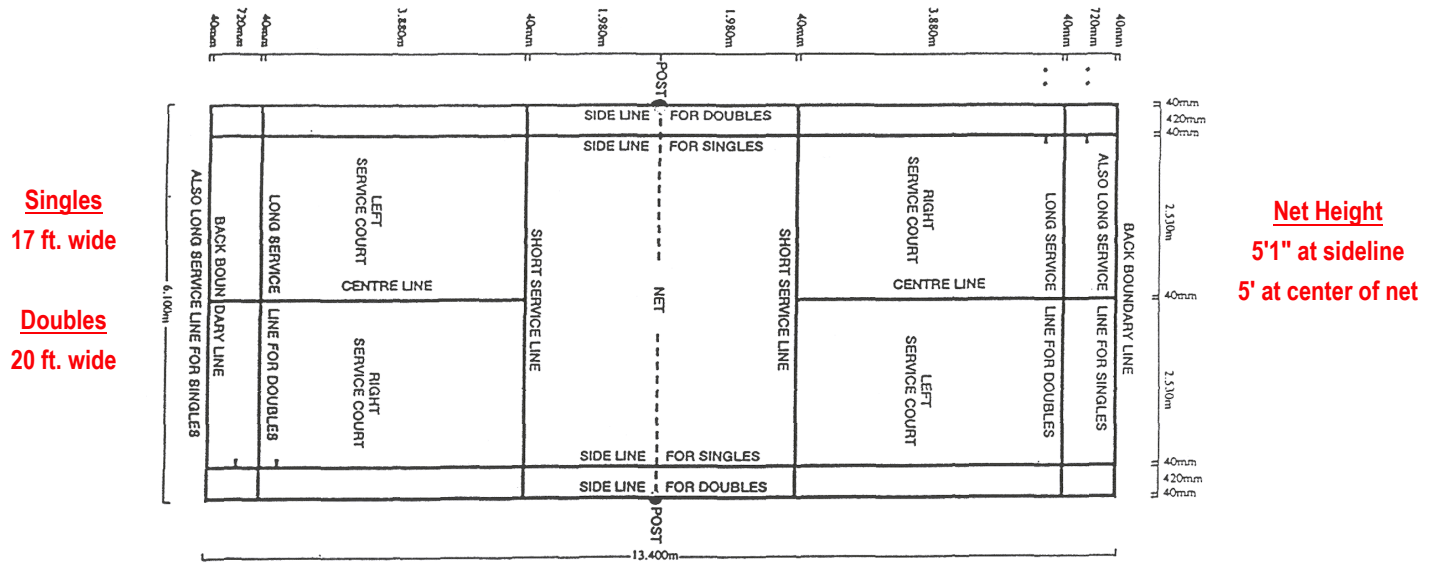 40mm
720mm
40mm
3.880m
40mm
1.980m
1.980m
40mm
3.880m
40mm
720mm
40mm
POST
SIDE LINE FOR DOUBLES
SIDE LINE FOR SINGLES
40mm
420mm
40mm
Singles
17 ft. wide
Doubles
20 ft. wide
6.100m
ALSO LONG SERVICE LINE FOR SINGLES
BACK BOUNDARY LINE
LONG SERVICE LINE FOR DOUBLES
LEFT
SERVICE COURT
CENTRE LINE
RIGHT
SERVICE COURT
SHORT SERVICE LINE
NET
SHORT SERVICE LINE
RIGHT
SERVICE COURT
CENTRE LINE
LEFT
SERVICE COURT
LONG SERVICE LINE FOR DOUBLES
ALSO LONG SERVICE LINE FOR SINGLES
BACK BOUNDARY LINE
2.530m
40mm
2.530m
Net Height
5'1" at sideline
5' at center of net
SIDE LINE FOR SINGLES
SIDE LINE FOR DOUBLES
40mm
420mm
40mm
POST
13.400m